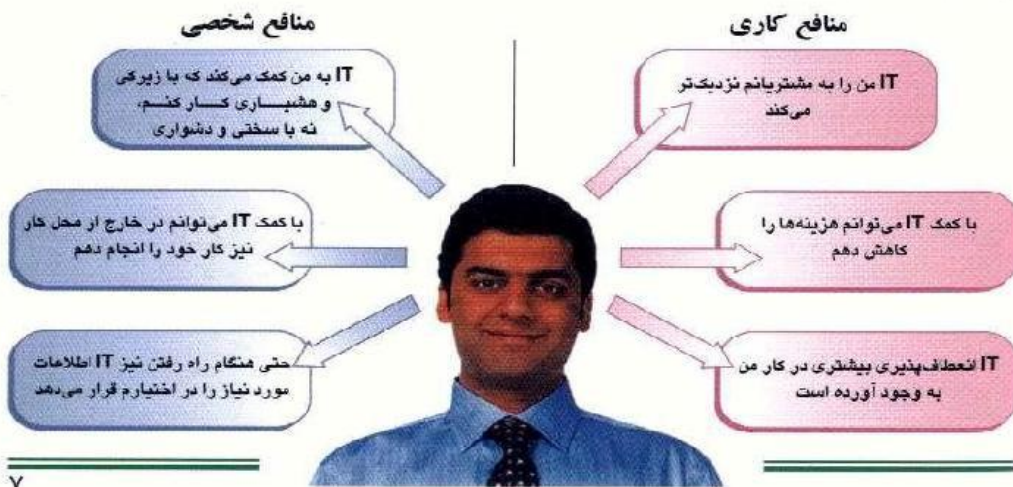 منافع کاری
IT من را به مشتریانم نزدیک‌تر
می‌کند
با کمک IT می‌توانم هزینه‌ها را
کاهش دهم
IT انعطاف‌پذیری بیشتری در کار من
به وجود آورده است
منافع شخصی
IT به من کمک می‌کند که با زیرکی
و هشیاری کار کنم،
نه با سختی و دشواری
با کمک IT می‌توانم در خارج از محل کار
نیز کار خود را انجام دهم
حتی هنگام راه رفتن نیز IT اطلاعات
مورد نیاز را در اختیارم قرار می‌دهد
۷